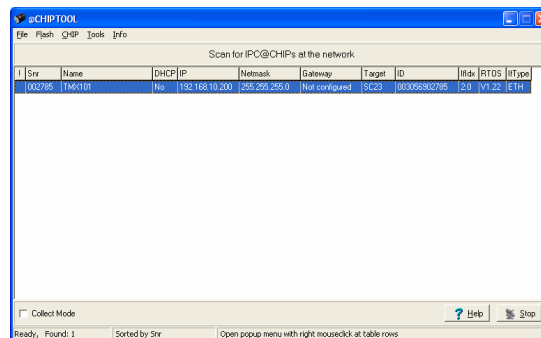 @CHIPTOOL
File Flash CHIP Tools Info
Scan for IPC@CHIPs at the network
! Snr Name DHCP IP Netmask Gateway Target ID IfIdx RTOS IfType
002785 TMX101 No 192.168.10.200 255.255.255.0 Not configured SC23 003056902785 2:0 V1.22 ETH
Collect Mode
? Help Stop
Ready, Found: 1 Sorted by Snr Open popup menu with right mouseclick at table rows